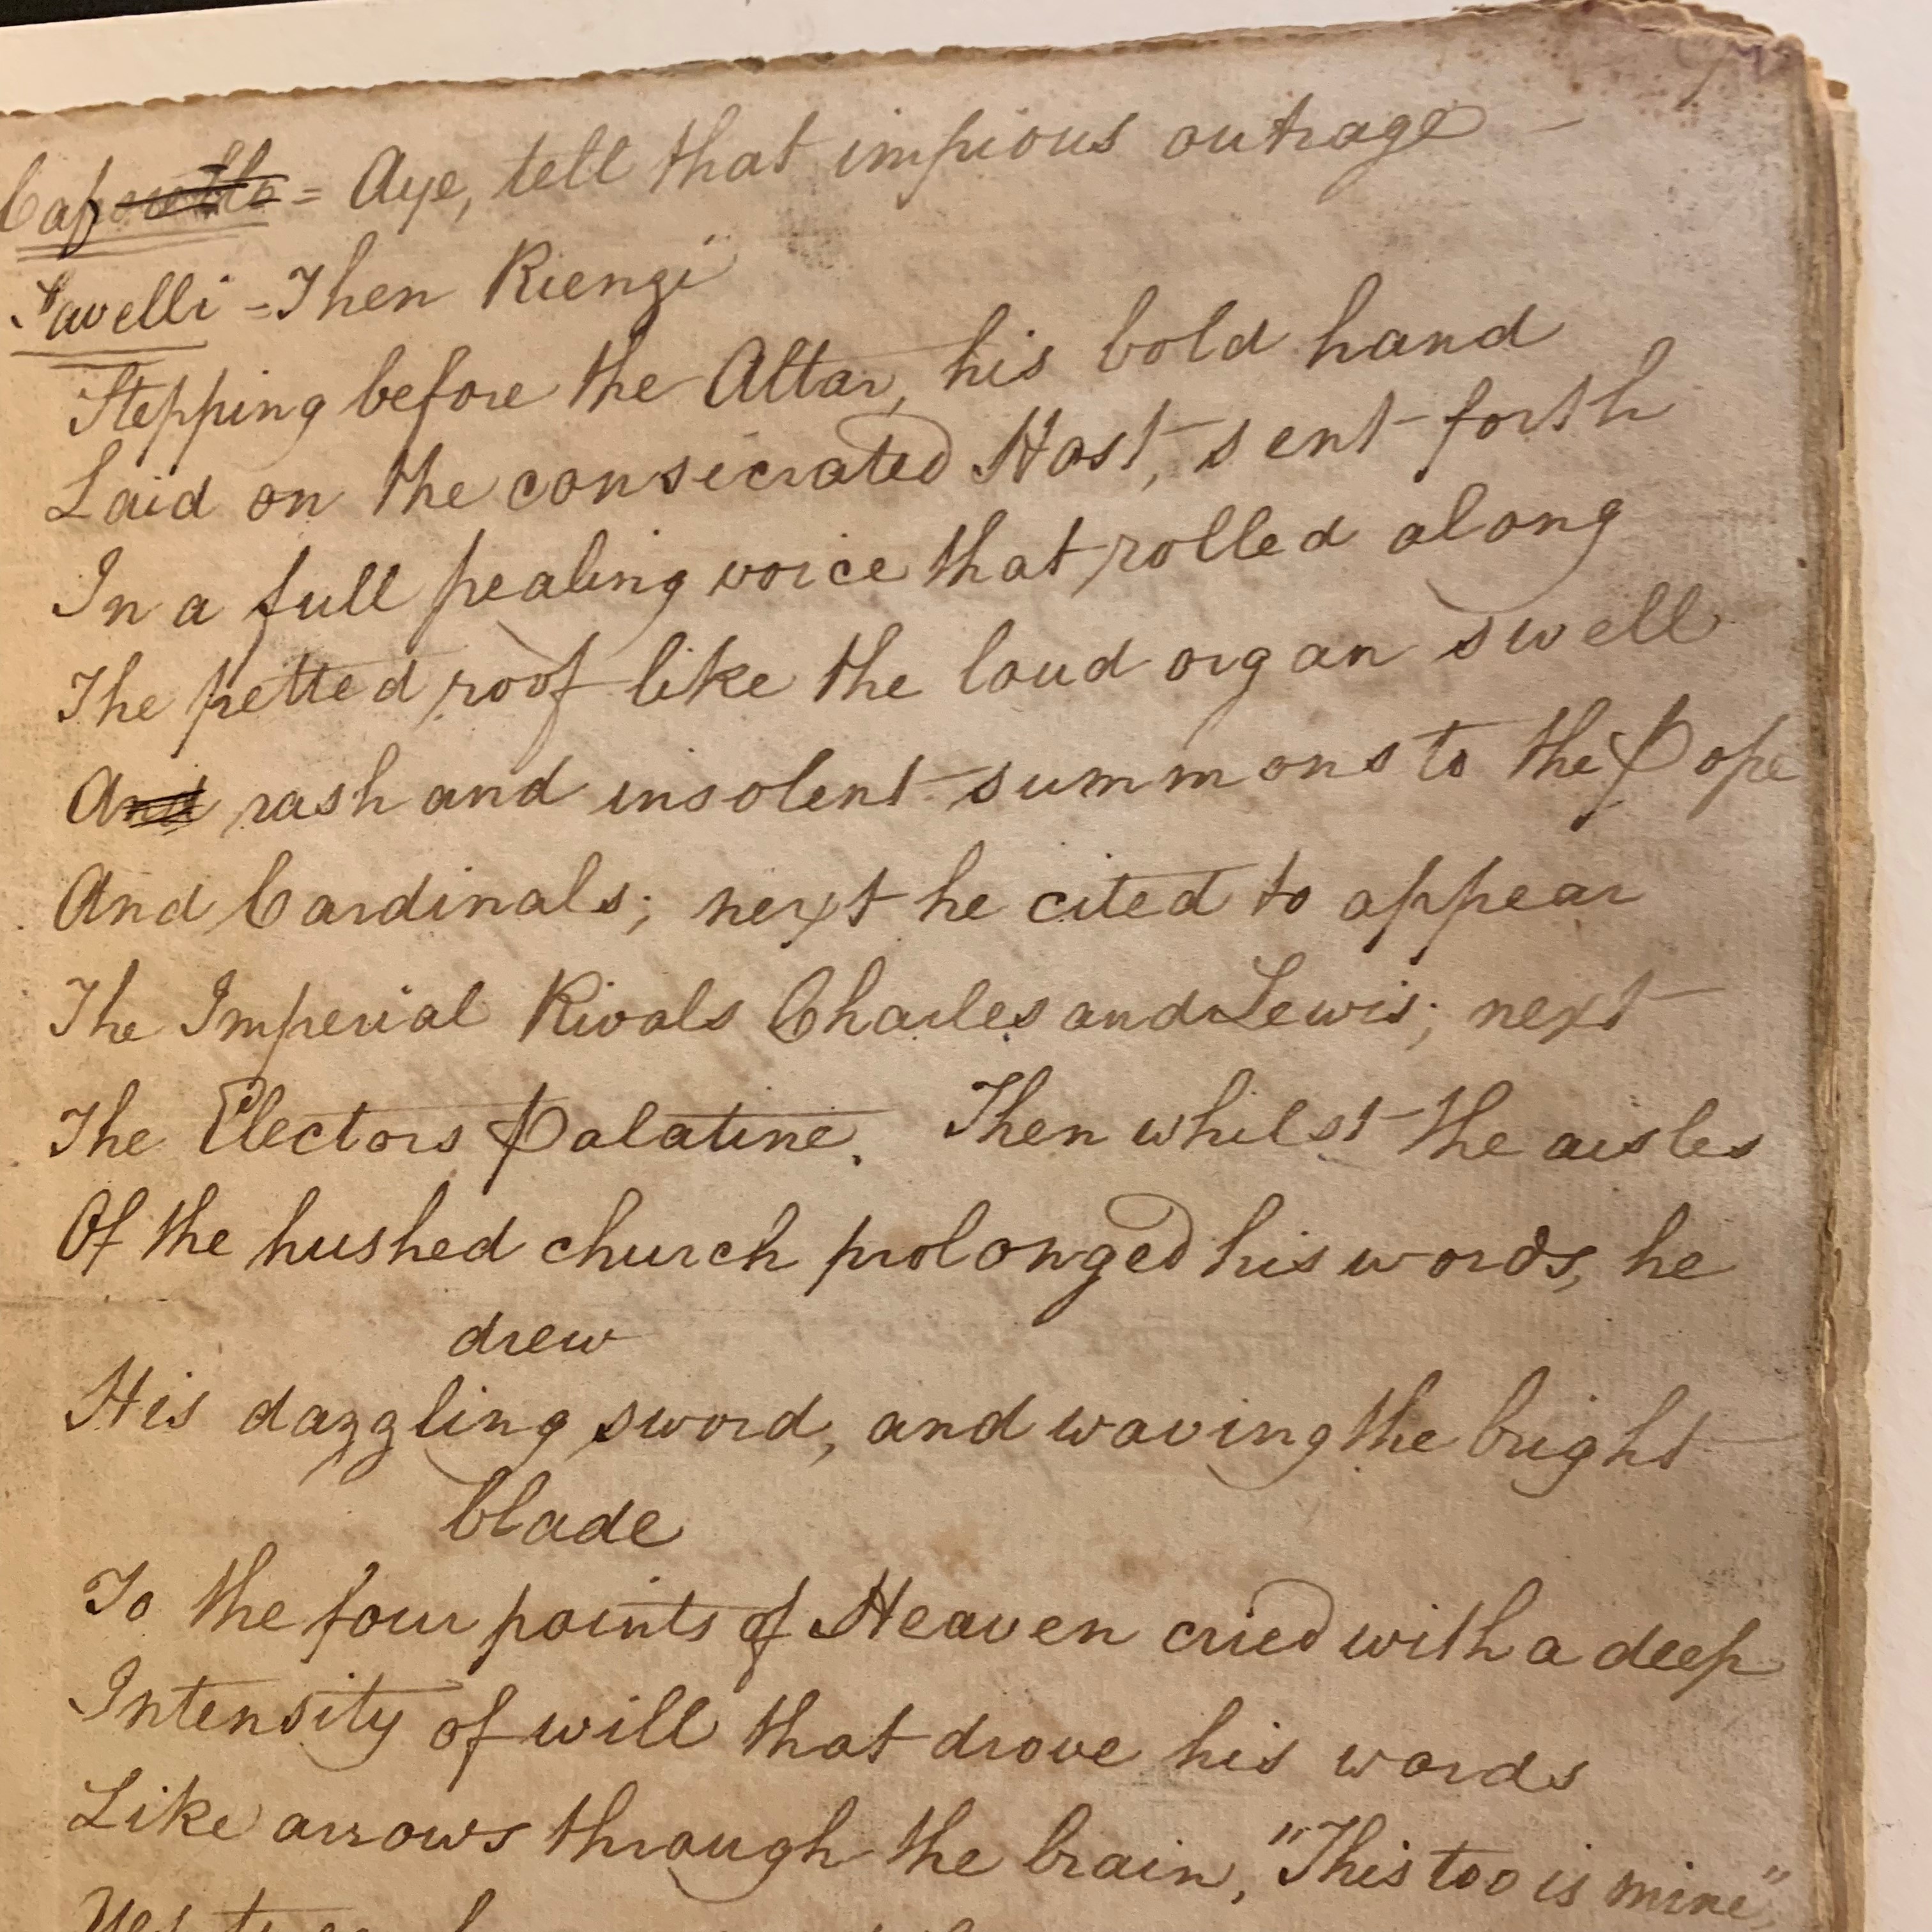 Caporello = Aye, tell that impious outrage
Savelli = Then Rienzi
Stepping before the Altar, his bold hand
Laid on the consecrated Host, sent forth
In a full pealing voice that rolled along
The fretted roof like the loud organ swell
And rash and insolent summons to the Pope
And Cardinals; next he cited to appear
The Imperial Rivals Charles and Lewis; next
The Electors Palatine. Then whilst the aisles
Of the hushed church prolonged his words, he
drew
His dazzling sword, and waving the bright
blade
To the four points of Heaven cried with a deep
Intensity of will that drove his words
Like arrows through the brain, "This too is mine"